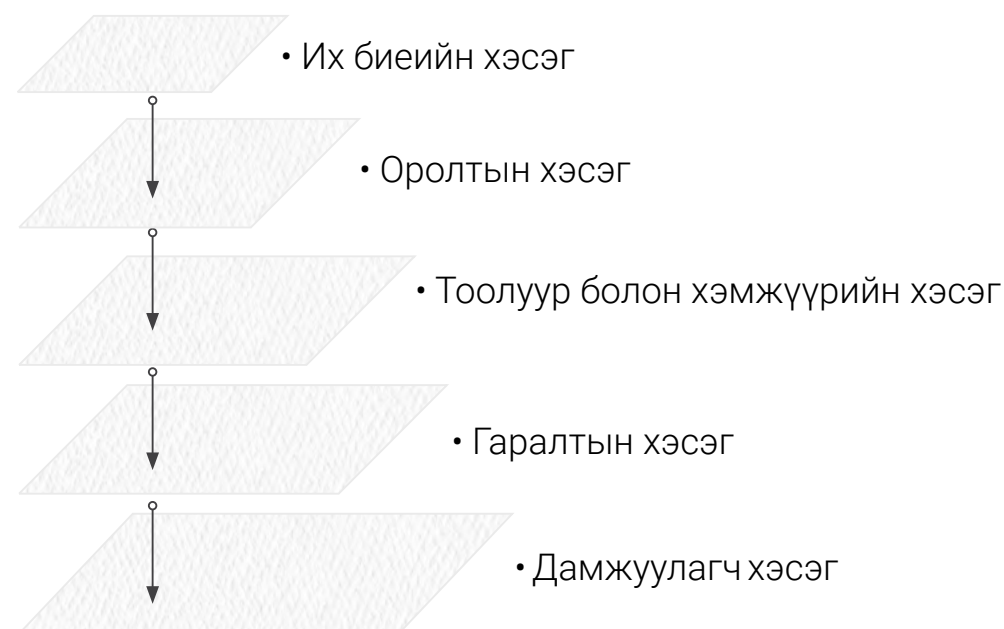 • Их биеийн хэсэг
• Оролтын хэсэг
• Тоолуур болон хэмжүүрийн хэсэг
• Гаралтын хэсэг
• Дамжуулагч хэсэг